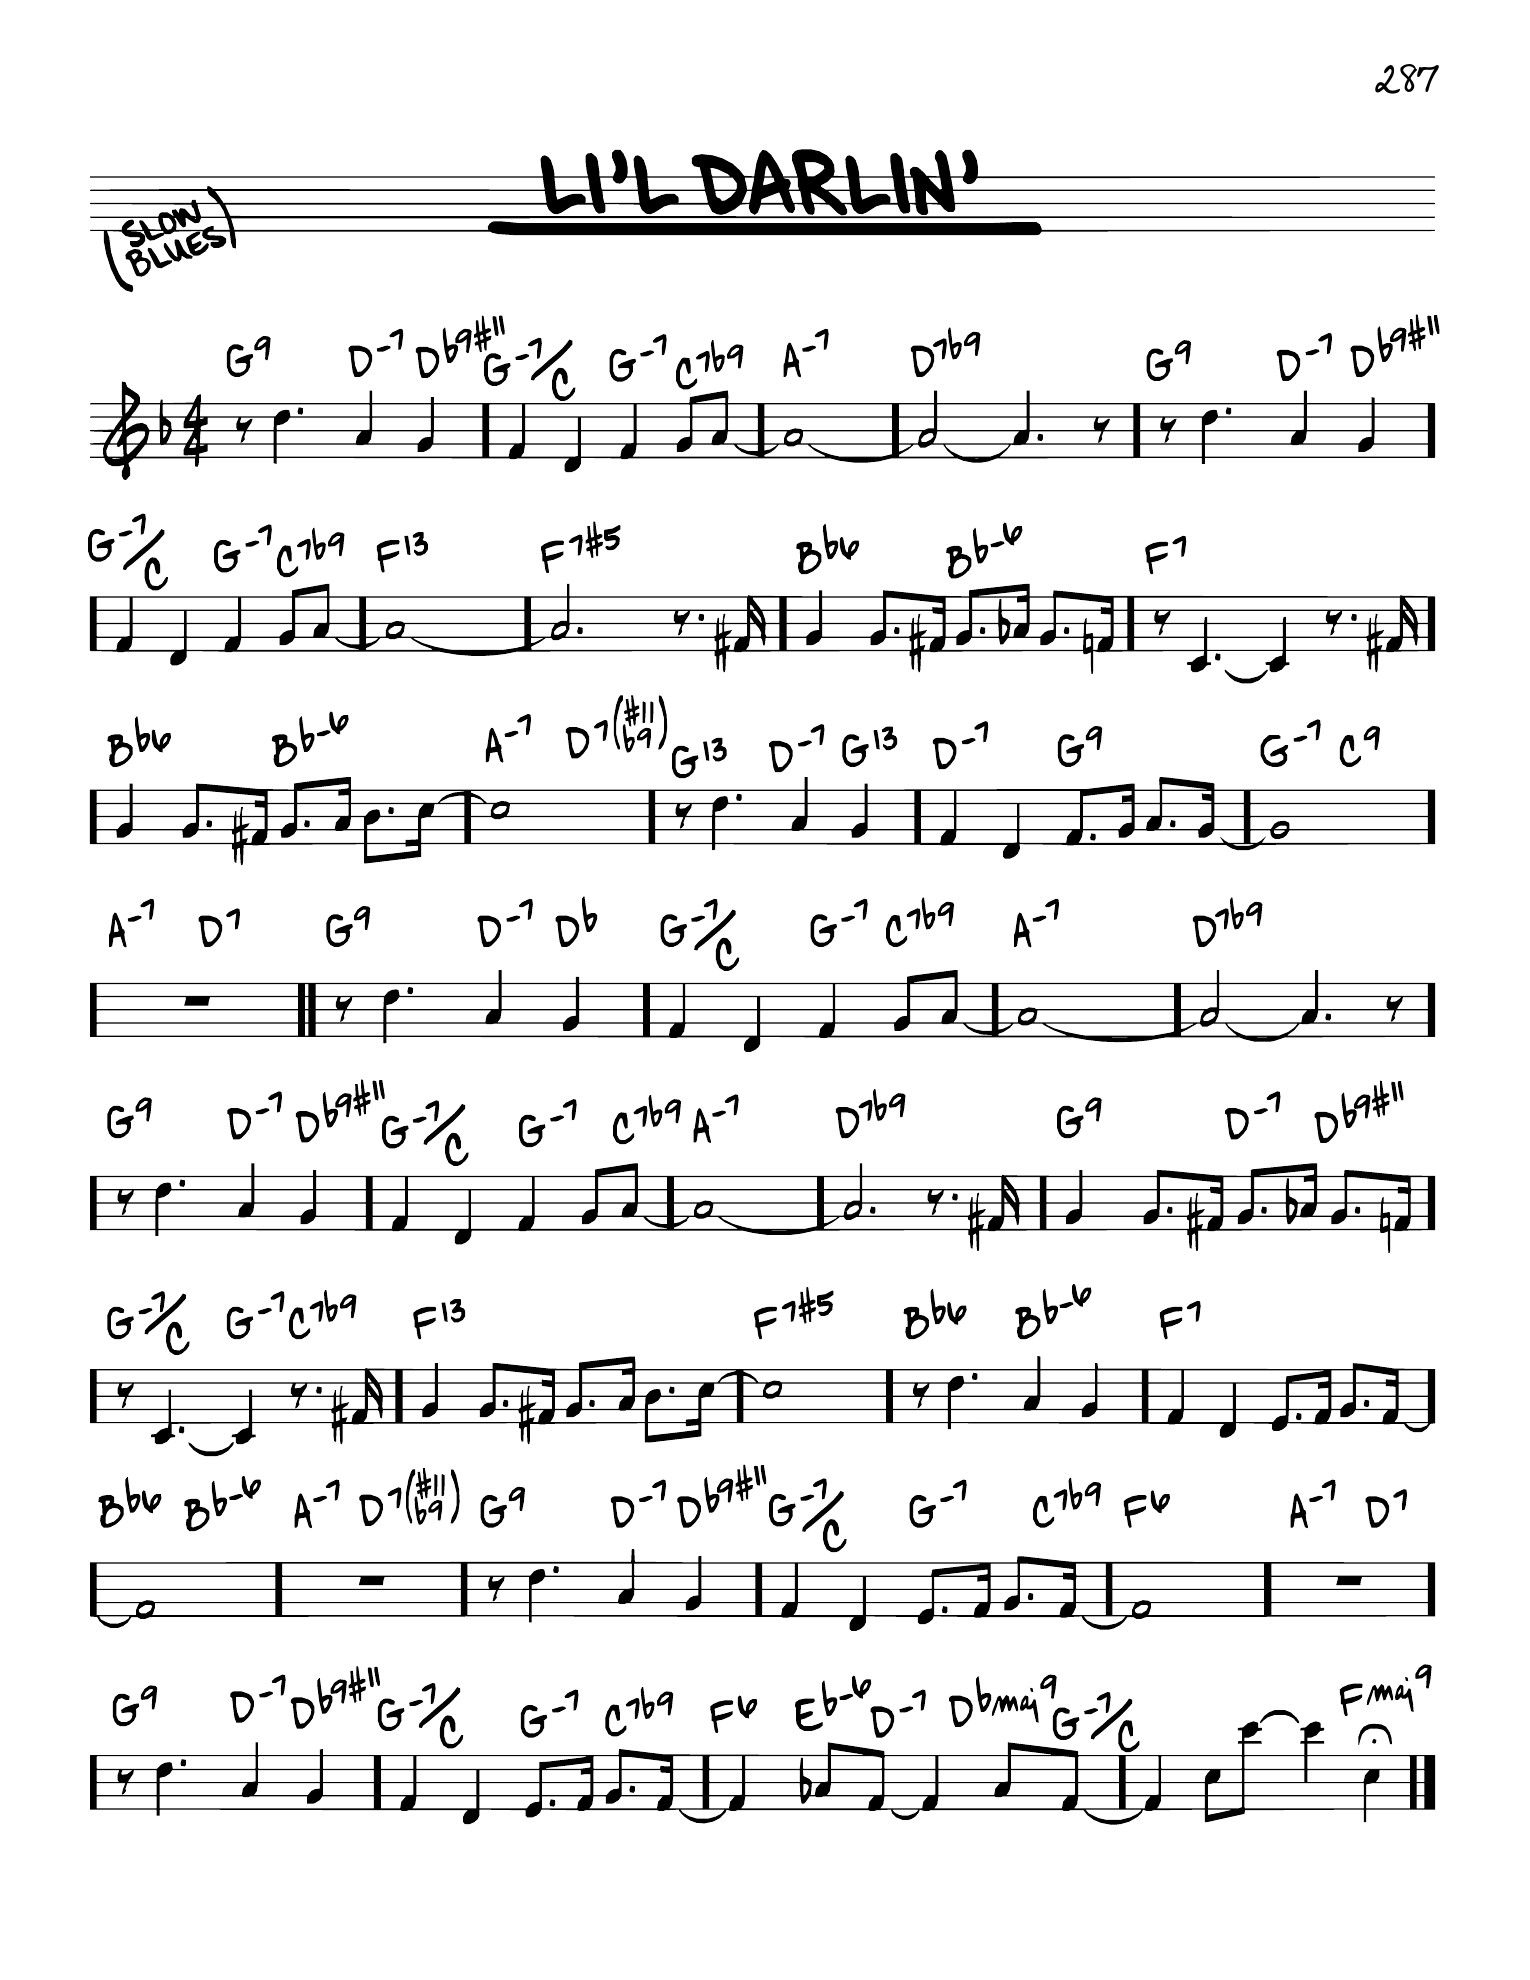 287
LI'L DARLIN'
(SLOW
BLUES)
G9 D-7 Db9#11 G-7/C G-7 C7b9 A-7 D7b9 G9 D-7 Db9#11
4/4
G-7/C G-7 C7b9 F13 F7#5 Bb6 Bb-6 F7
Bb6 Bb-6 A-7 D7(#11 b9) G13 D-7 G13 D-7 G9 G-7 C9
A-7 D7 G9 D-7 Db G-7/C G-7 C7b9 A-7 D7b9
G9 D-7 Db9#11 G-7/C G-7 C7b9 A-7 D7b9 G9 D-7 Db9#11
G-7/C G-7 C7b9 F13 F7#5 Bb6 Bb-6 F7
Bb6 Bb-6 A-7 D7(#11 b9) G9 D-7 Db9#11 G-7/C G-7 C7b9 F6 A-7 D7
G9 D-7 Db9#11 G-7/C G-7 C7b9 F6 Eb-6 D-7 Dbmaj9 G-7/C Fmaj9